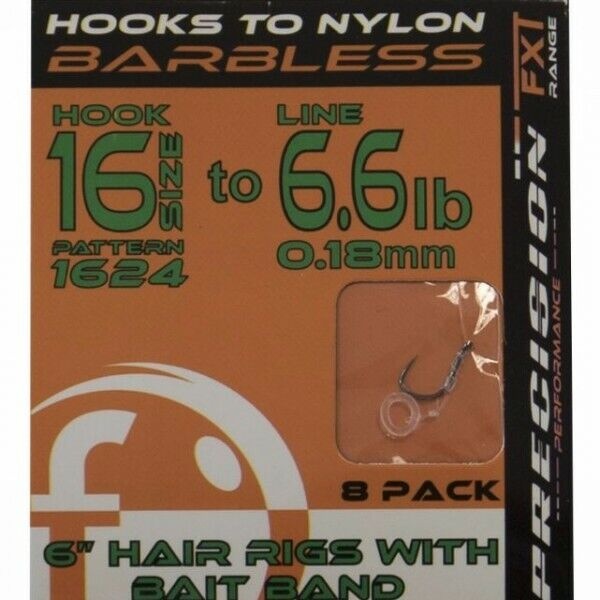 HOOKS TO NYLON
BARBLESS
HOOK
16 SIZE
PATTERN
1624
to
LINE
6.6lb
0.18mm
8 PACK
6" HAIR RIGS WITH
BAIT BAND
f
PRECISION
PERFORMANCE
FXT
RANGE